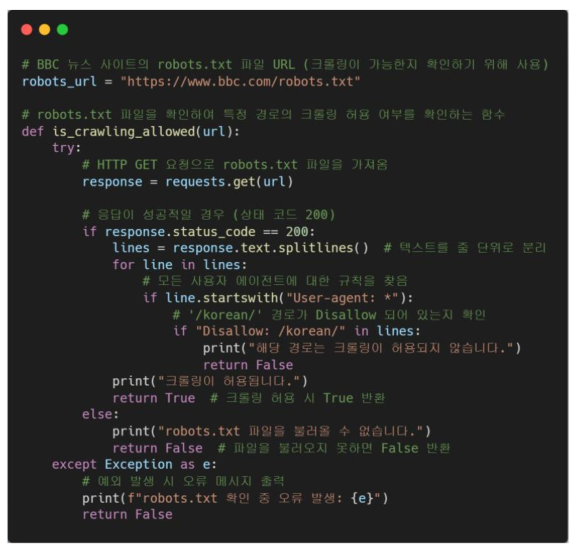 # BBC 뉴스 사이트의 robots.txt 파일 URL (크롤링이 가능한지 확인하기 위해 사용)
robots_url = "https://www.bbc.com/robots.txt"
# robots.txt 파일을 확인하여 특정 경로의 크롤링 허용 여부를 확인하는 함수
def is_crawling_allowed(url):
    try:
        # HTTP GET 요청으로 robots.txt 파일을 가져옴
        response = requests.get(url)
        # 응답이 성공적일 경우 (상태 코드 200)
        if response.status_code == 200:
            lines = response.text.splitlines()  # 텍스트를 줄 단위로 분리
            for line in lines:
                # 모든 사용자 에이전트에 대한 규칙을 찾음
                if line.startswith("User-agent: *"):
                    # '/korean/' 경로가 Disallow 되어 있는지 확인
                    if "Disallow: /korean/" in lines:
                        print("해당 경로는 크롤링이 허용되지 않습니다.")
                        return False
            print("크롤링이 허용됩니다.")
            return True  # 크롤링 허용 시 True 반환
        else:
            print("robots.txt 파일을 불러올 수 없습니다.")
            return False  # 파일을 불러오지 못하면 False 반환
    except Exception as e:
        # 예외 발생 시 오류 메시지 출력
        print(f"robots.txt 확인 중 오류 발생: {e}")
        return False